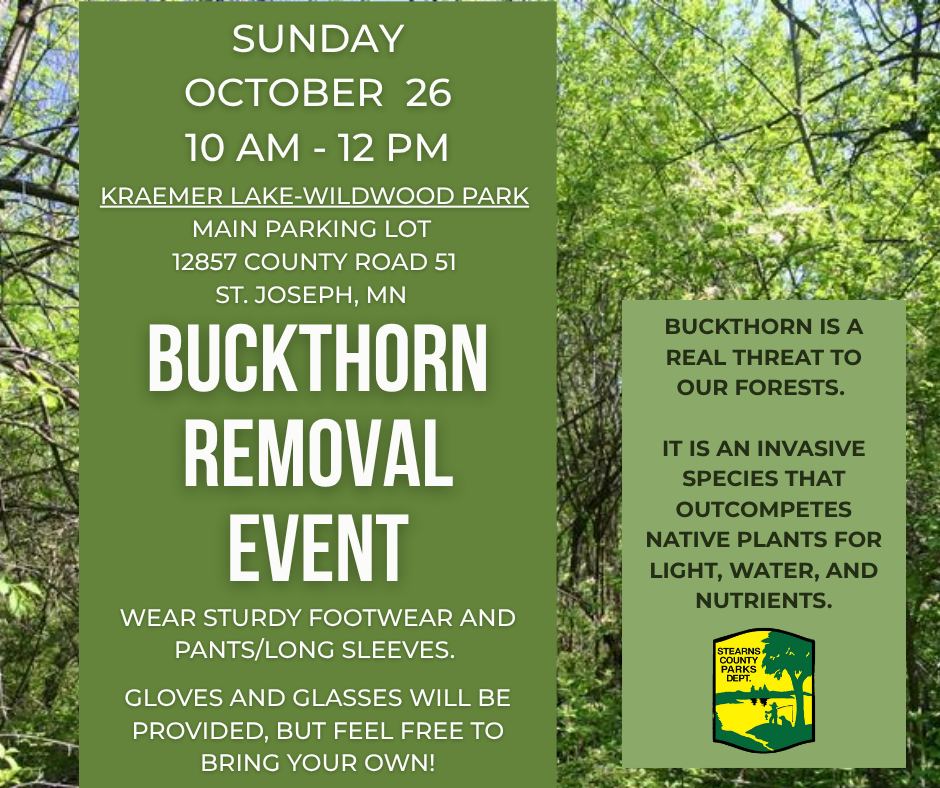 SUNDAY
OCTOBER 26
10 AM - 12 PM
KRAEMER LAKE-WILDWOOD PARK
MAIN PARKING LOT
12857 COUNTY ROAD 51
ST. JOSEPH, MN
BUCKTHORN
REMOVAL
EVENT
WEAR STURDY FOOTWEAR AND
PANTS/LONG SLEEVES.
GLOVES AND GLASSES WILL BE
PROVIDED, BUT FEEL FREE TO
BRING YOUR OWN!
BUCKTHORN IS A
REAL THREAT TO
OUR FORESTS.
IT IS AN INVASIVE
SPECIES THAT
OUTCOMPETES
NATIVE PLANTS FOR
LIGHT, WATER, AND
NUTRIENTS.
STEARNS
COUNTY
PARKS
DEPT.